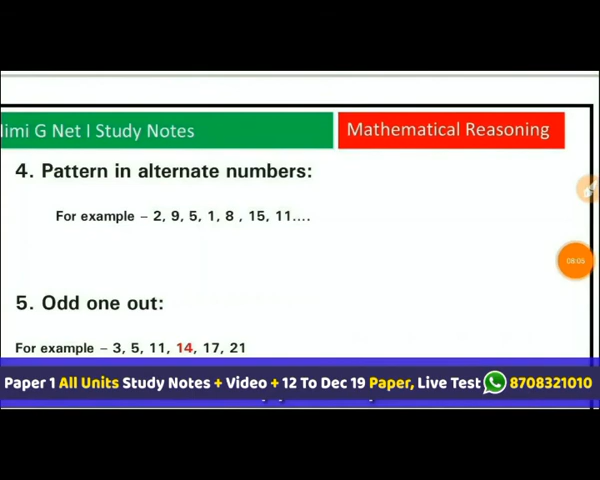 imi G Net I Study Notes
Mathematical Reasoning
4. Pattern in alternate numbers:
For example – 2, 9, 5, 1, 8 , 15, 11....
08:05
5. Odd one out:
For example – 3, 5, 11, 14, 17, 21
Paper 1 All Units Study Notes + Video + 12 To Dec 19 Paper, Live Test 8708321010